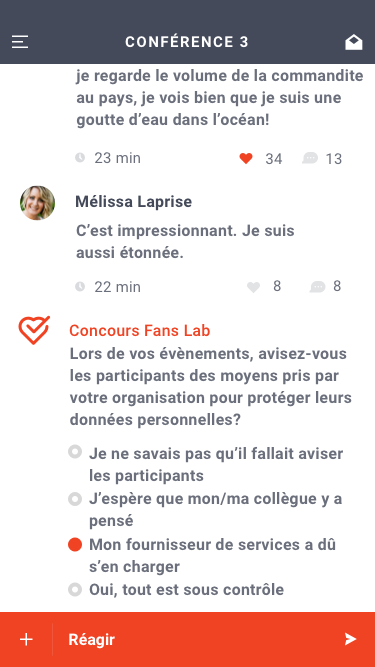 CONFÉRENCE 3
je regarde le volume de la commandite
au pays, je vois bien que je suis une
goutte d’eau dans l’océan!
23 min 34 13
Mélissa Laprise
C’est impressionnant. Je suis
aussi étonnée.
22 min 8 8
Concours Fans Lab
Lors de vos évènements, avisez-vous
les participants des moyens pris par
votre organisation pour protéger leurs
données personnelles?
Je ne savais pas qu’il fallait aviser
les participants
J’espère que mon/ma collègue y a
pensé
Mon fournisseur de services a dû
s’en charger
Oui, tout est sous contrôle
Réagir